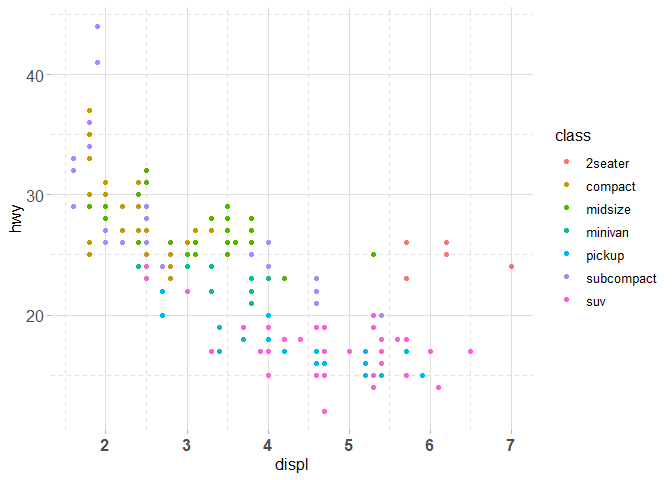 40
30
20
hwy
2 3 4 5 6 7
displ
class
2seater
compact
midsize
minivan
pickup
subcompact
suv